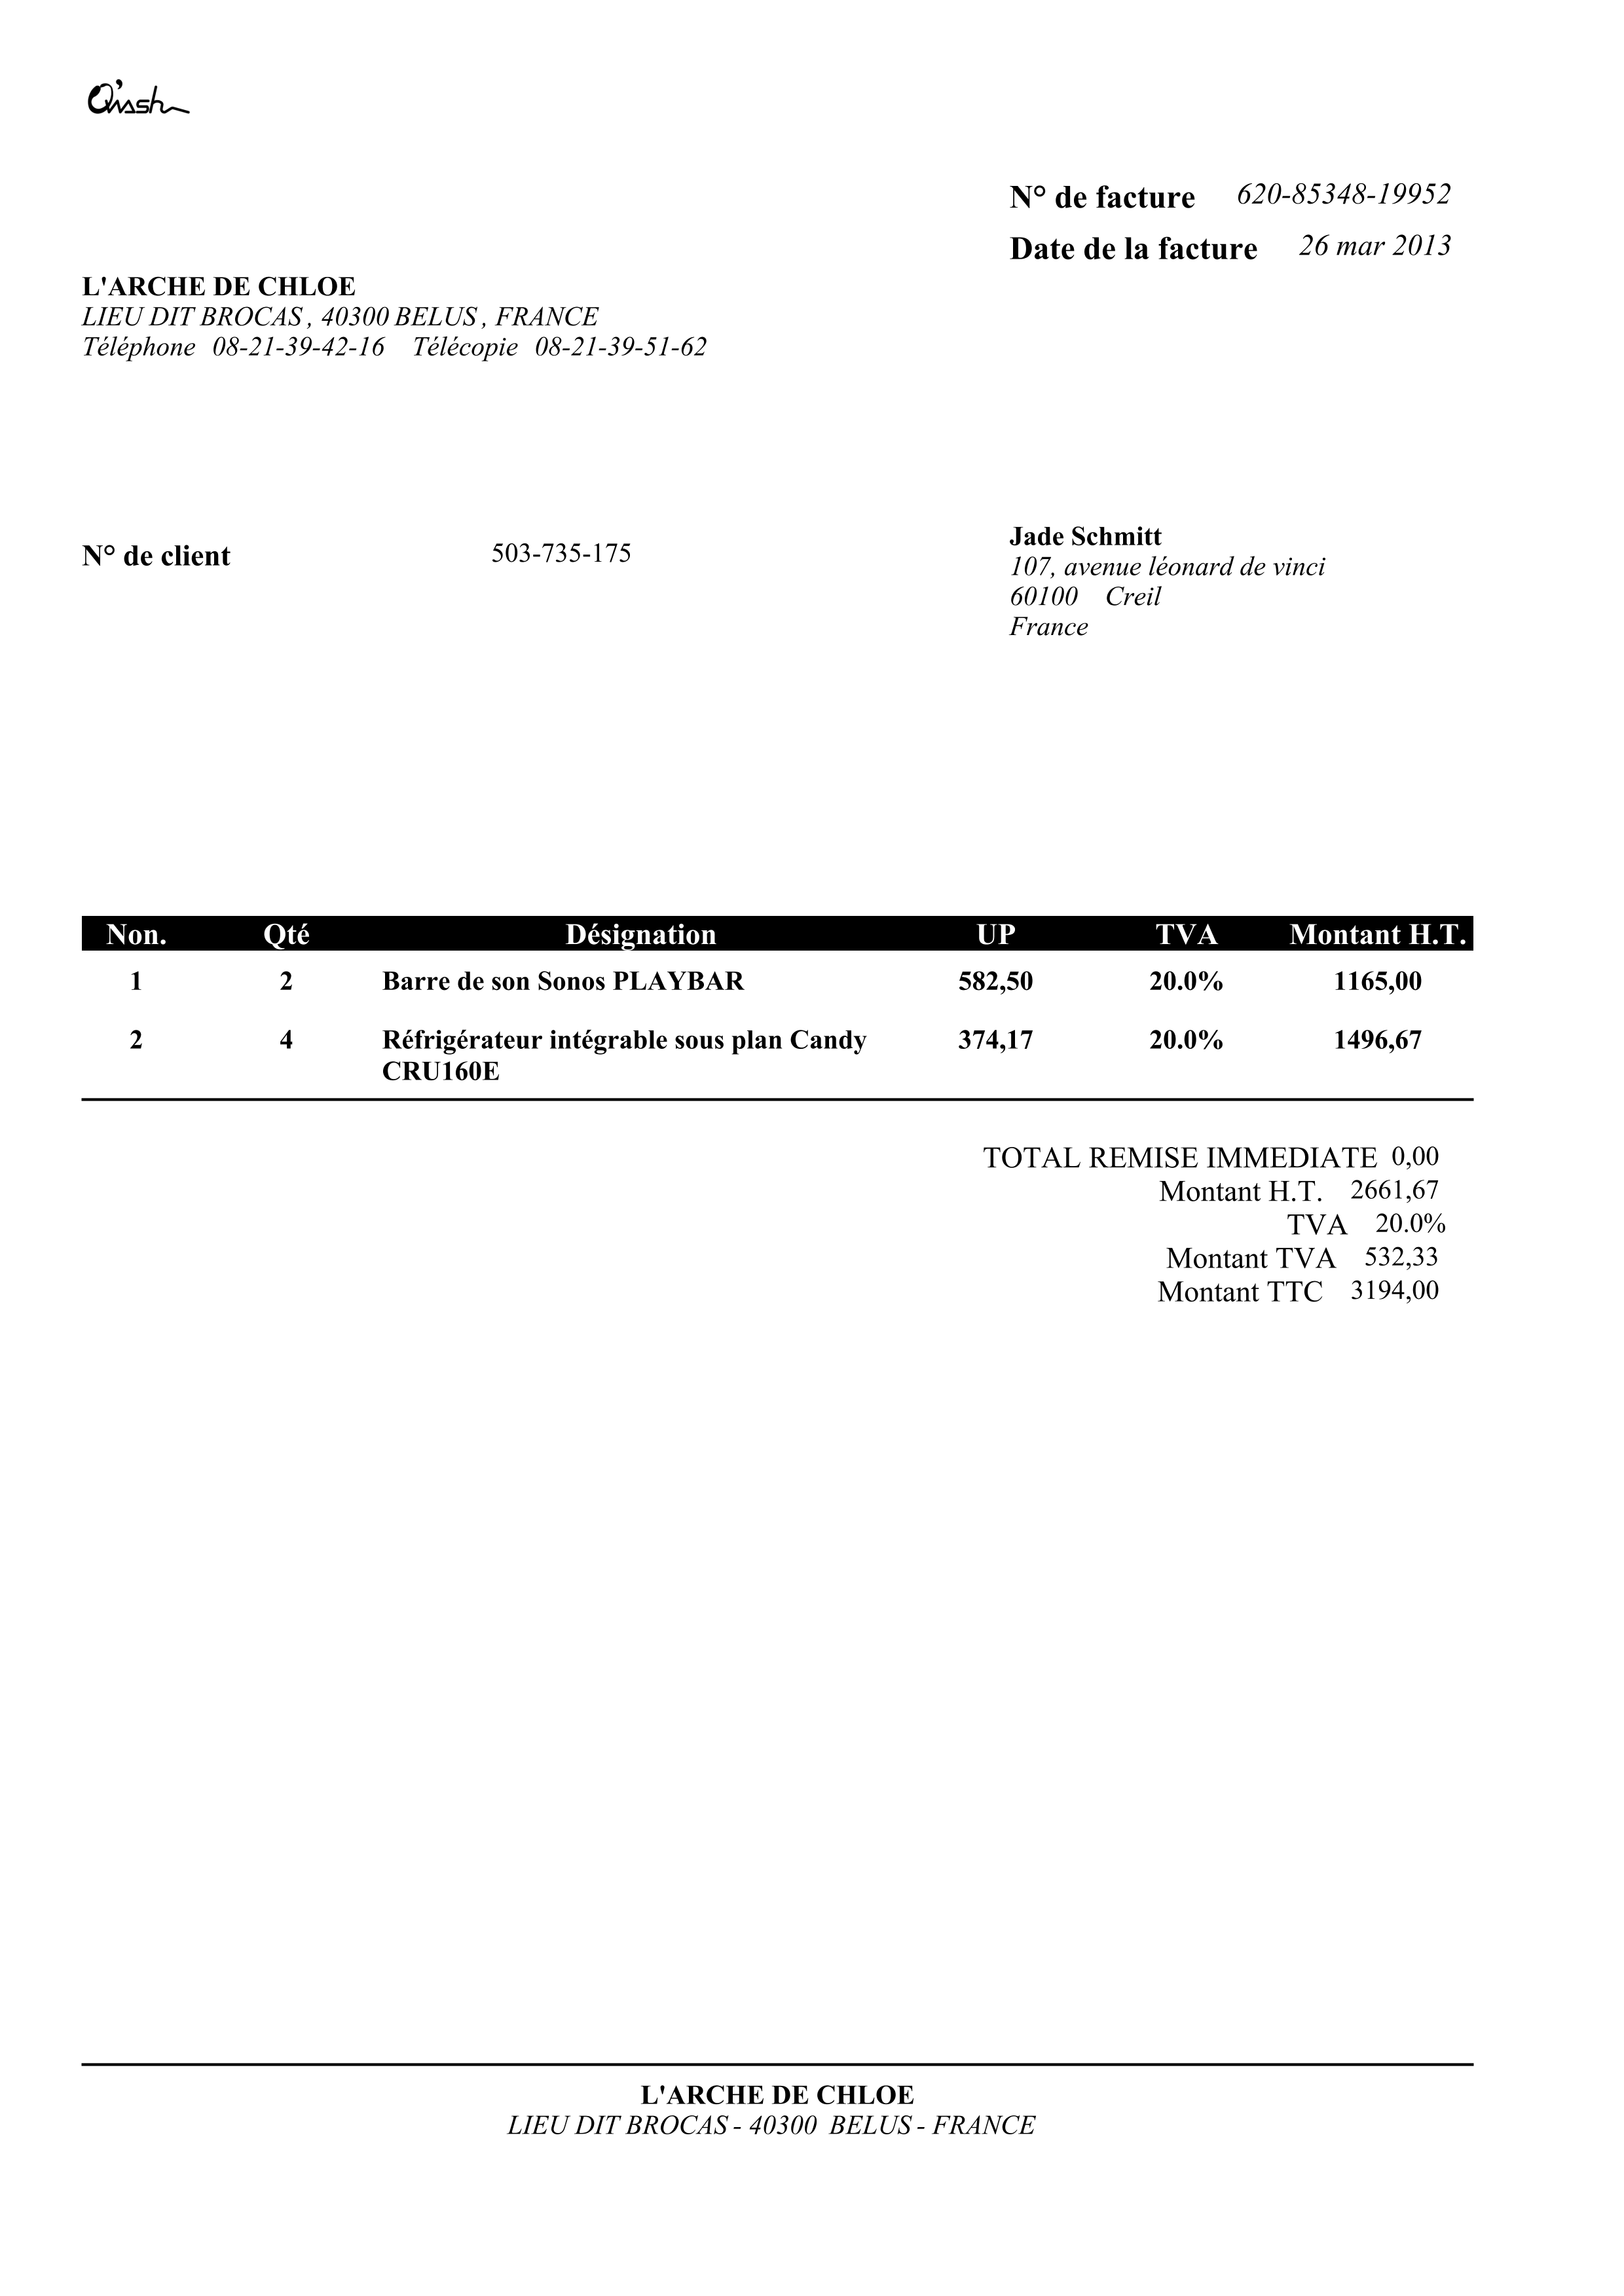 Q'wash
N° de facture 620-85348-19952
Date de la facture 26 mar 2013
L'ARCHE DE CHLOE
LIEU DIT BROCAS , 40300 BELUS , FRANCE
Téléphone 08-21-39-42-16 Télécopie 08-21-39-51-62
N° de client 503-735-175
Jade Schmitt
107, avenue léonard de vinci
60100 Creil
France
Non. Qté Désignation UP TVA Montant H.T.
1 2 Barre de son Sonos PLAYBAR 582,50 20.0% 1165,00
2 4 Réfrigérateur intégrable sous plan Candy 374,17 20.0% 1496,67
CRU160E
TOTAL REMISE IMMEDIATE 0,00
Montant H.T. 2661,67
TVA 20.0%
Montant TVA 532,33
Montant TTC 3194,00
L'ARCHE DE CHLOE
LIEU DIT BROCAS - 40300 BELUS - FRANCE